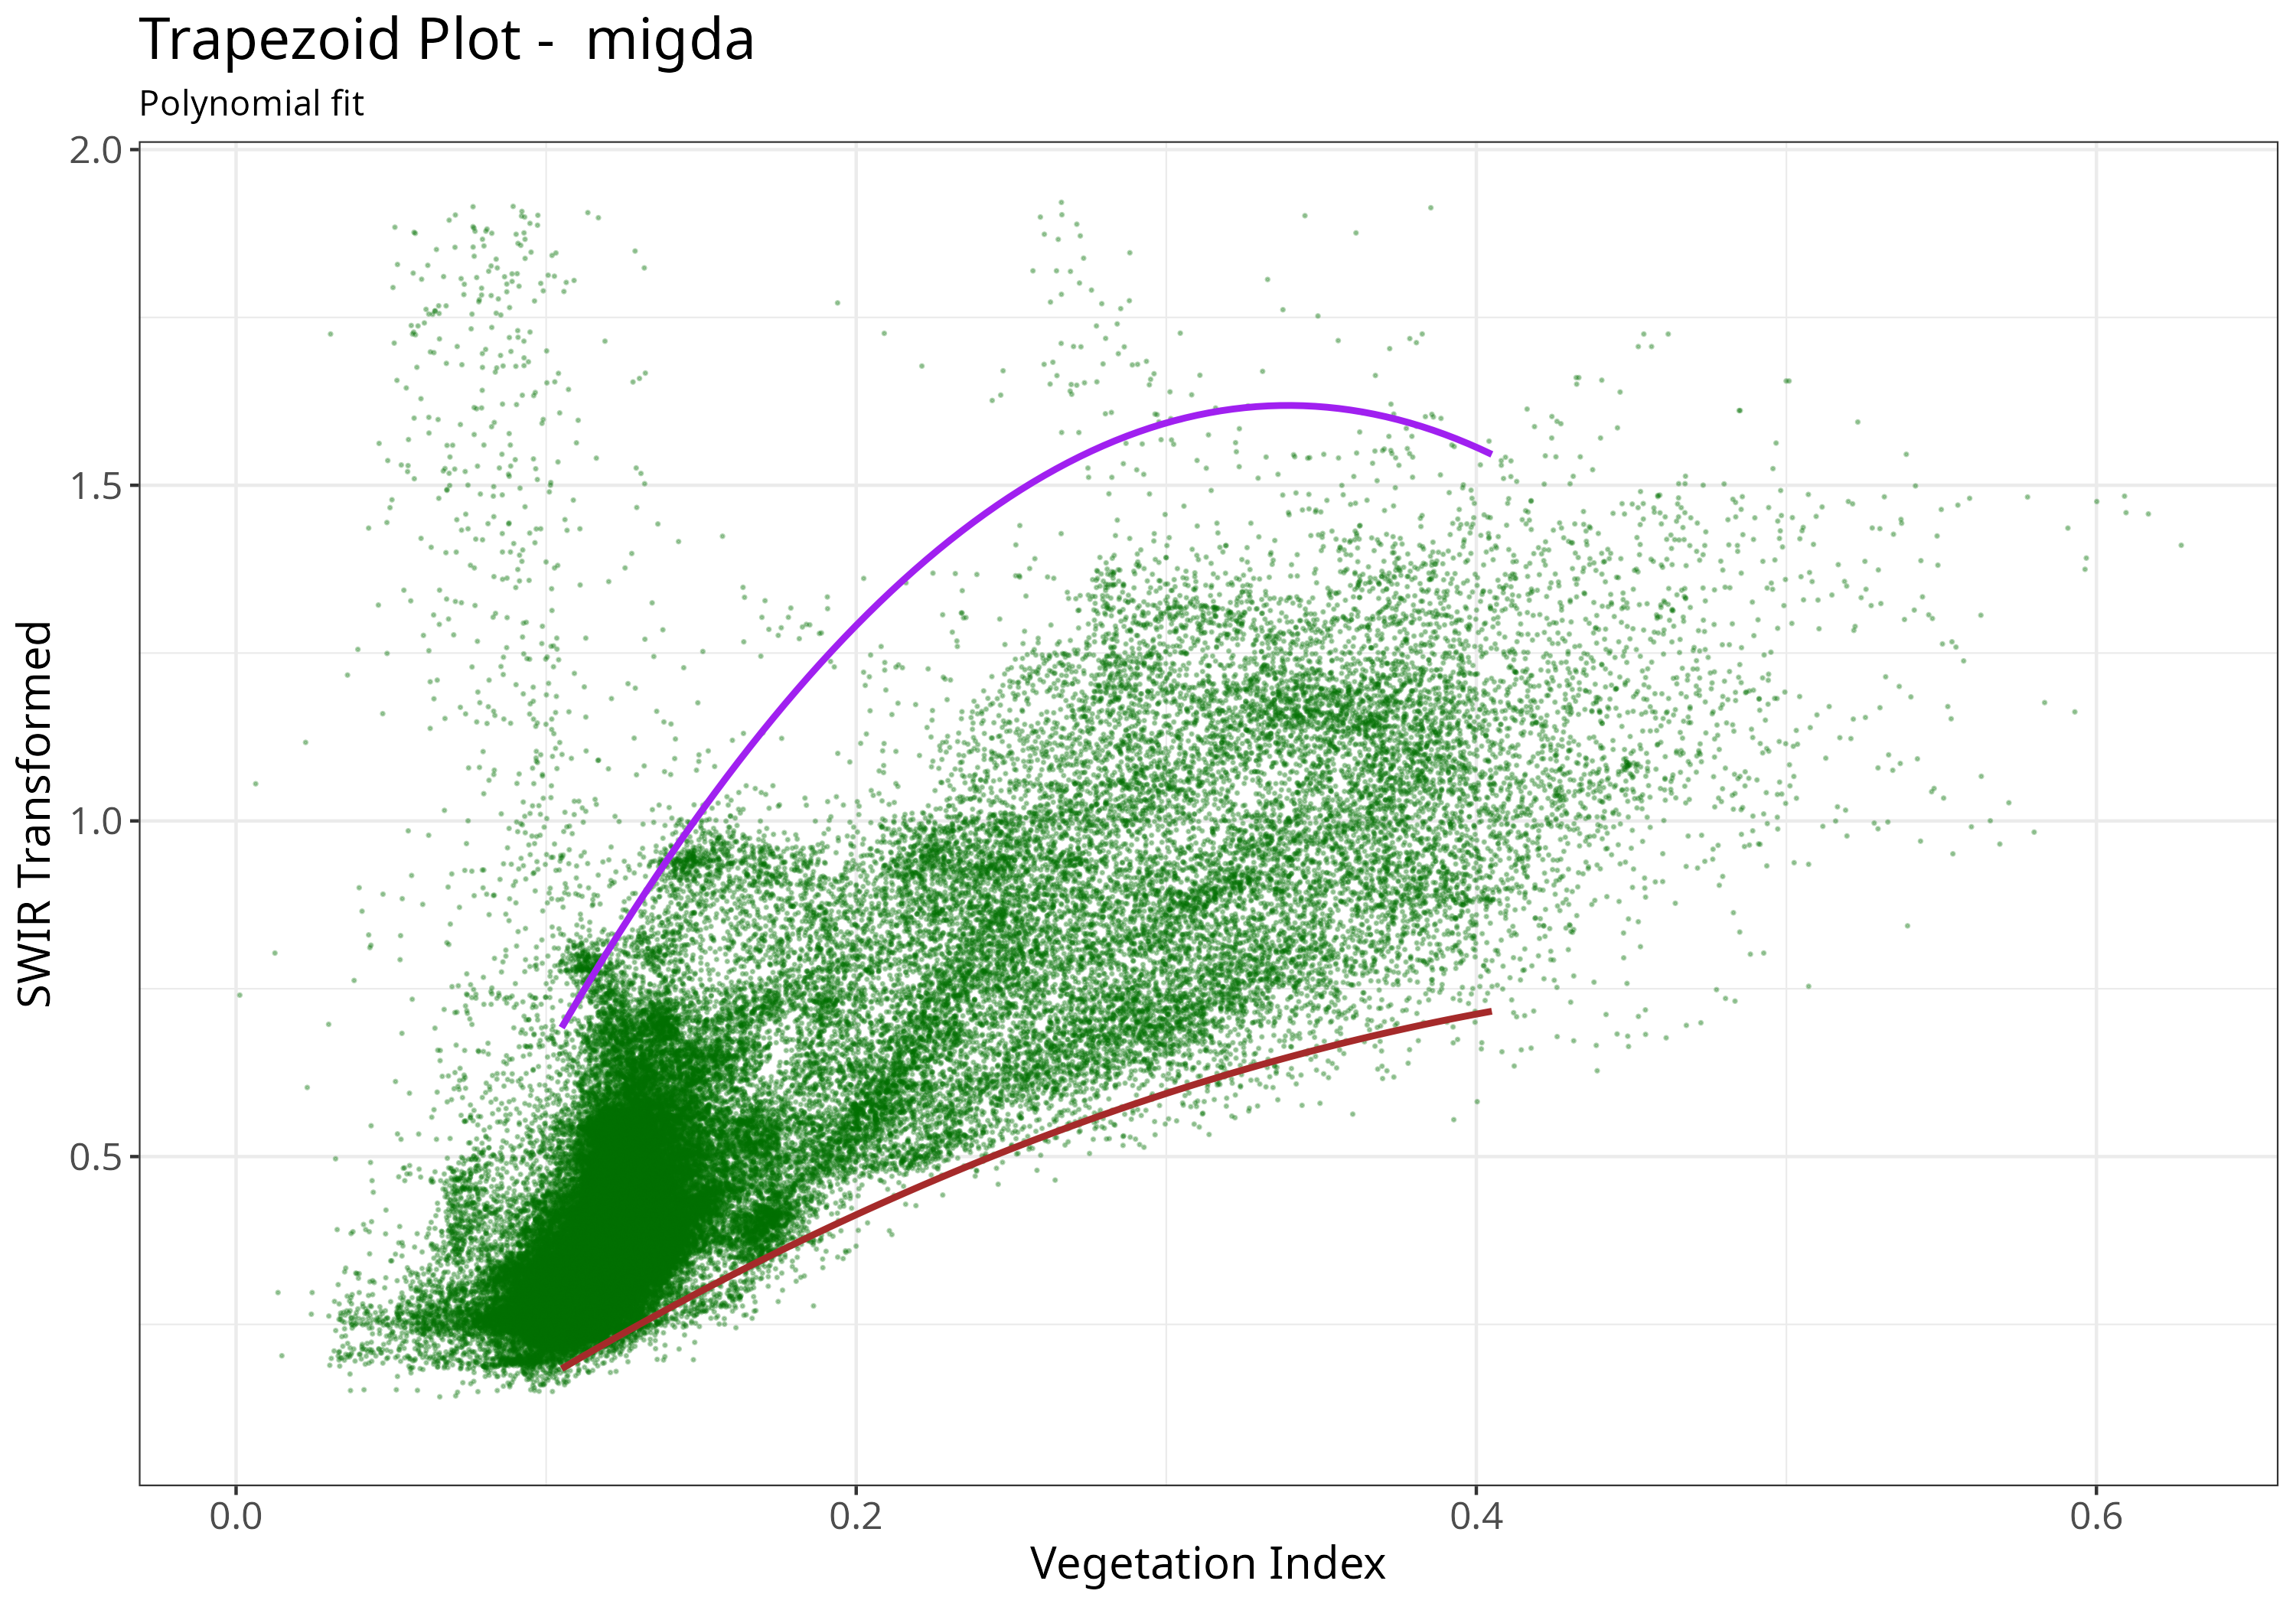 Trapezoid Plot -  migda
Polynomial fit
2.0
1.5
1.0
0.5
SWIR Transformed
0.0 0.2 0.4 0.6
Vegetation Index